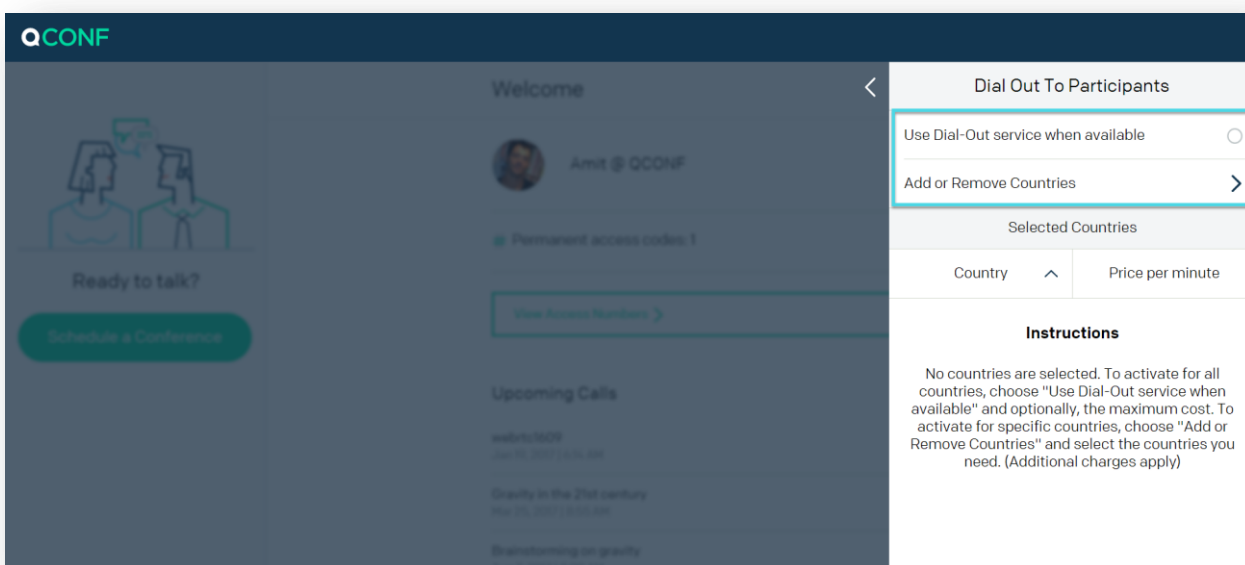 QCONF
Welcome
Dial Out To Participants
Amit @ QCONF
Use Dial-Out service when available
Add or Remove Countries
Permanent access codes: 1
Selected Countries
Ready to talk?
Country
Price per minute
View Access Numbers
Schedule a Conference
Instructions
No countries are selected. To activate for all
countries, choose "Use Dial-Out service when
available" and optionally, the maximum cost. To
activate for specific countries, choose "Add or
Remove Countries" and select the countries you
need. (Additional charges apply)
Upcoming Calls
webrtc1609
Gravity in the 21st century
Brainstorming on gravity